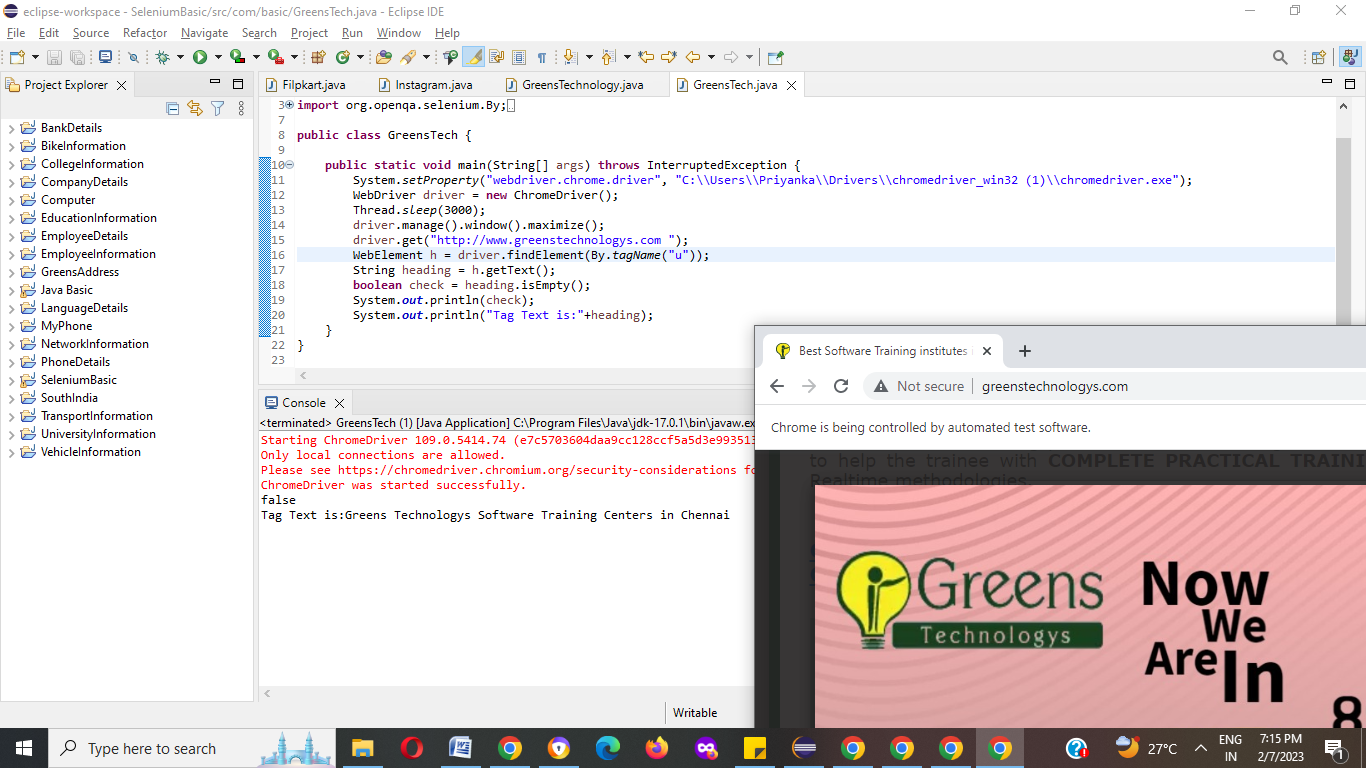 eclipse-workspace - SeleniumBasic/src/com/basic/GreensTech.java - Eclipse IDE
File Edit Source Refactor Navigate Search Project Run Window Help
Project Explorer
BankDetails
BikeInformation
CollegeInformation
CompanyDetails
Computer
EducationInformation
EmployeeDetails
EmployeeInformation
GreensAddress
Java Basic
LanguageDetails
MyPhone
NetworkInformation
PhoneDetails
SeleniumBasic
SouthIndia
TransportInformation
UniversityInformation
VehicleInformation
Filpkart.java Instagram.java GreensTechnology.java GreensTech.java
3 import org.openqa.selenium.By;
7
8 public class GreensTech {
9
10 public static void main(String[] args) throws InterruptedException {
11 System.setProperty("webdriver.chrome.driver", "C:\\Users\\Priyanka\\Drivers\\chromedriver_win32 (1)\\chromedriver.exe");
12 WebDriver driver = new ChromeDriver();
13 Thread.sleep(3000);
14 driver.manage().window().maximize();
15 driver.get("http://www.greenstechnologys.com ");
16 WebElement h = driver.findElement(By.tagName("u"));
17 String heading = h.getText();
18 boolean check = heading.isEmpty();
19 System.out.println(check);
20 System.out.println("Tag Text is:"+heading);
21 }
22 }
23
Console
<terminated> GreensTech (1) [Java Application] C:\Program Files\Java\jdk-17.0.1\bin\javaw.ex
Starting ChromeDriver 109.0.5414.74 (e7c5703604daa9cc128ccf5a5d3e993513
Only local connections are allowed.
Please see https://chromedriver.chromium.org/security-considerations fo
ChromeDriver was started successfully.
false
Tag Text is:Greens Technologys Software Training Centers in Chennai
Best Software Training institutes
Not secure greenstechnologys.com
Chrome is being controlled by automated test software.
to help the trainee with COMPLETE PRACTICAL TRAINI
Realtime methodologies
Greens
Technologys
Now
We
Are In
8
Writable
Type here to search
27°C
ENG
IN
7:15 PM
2/7/2023
1